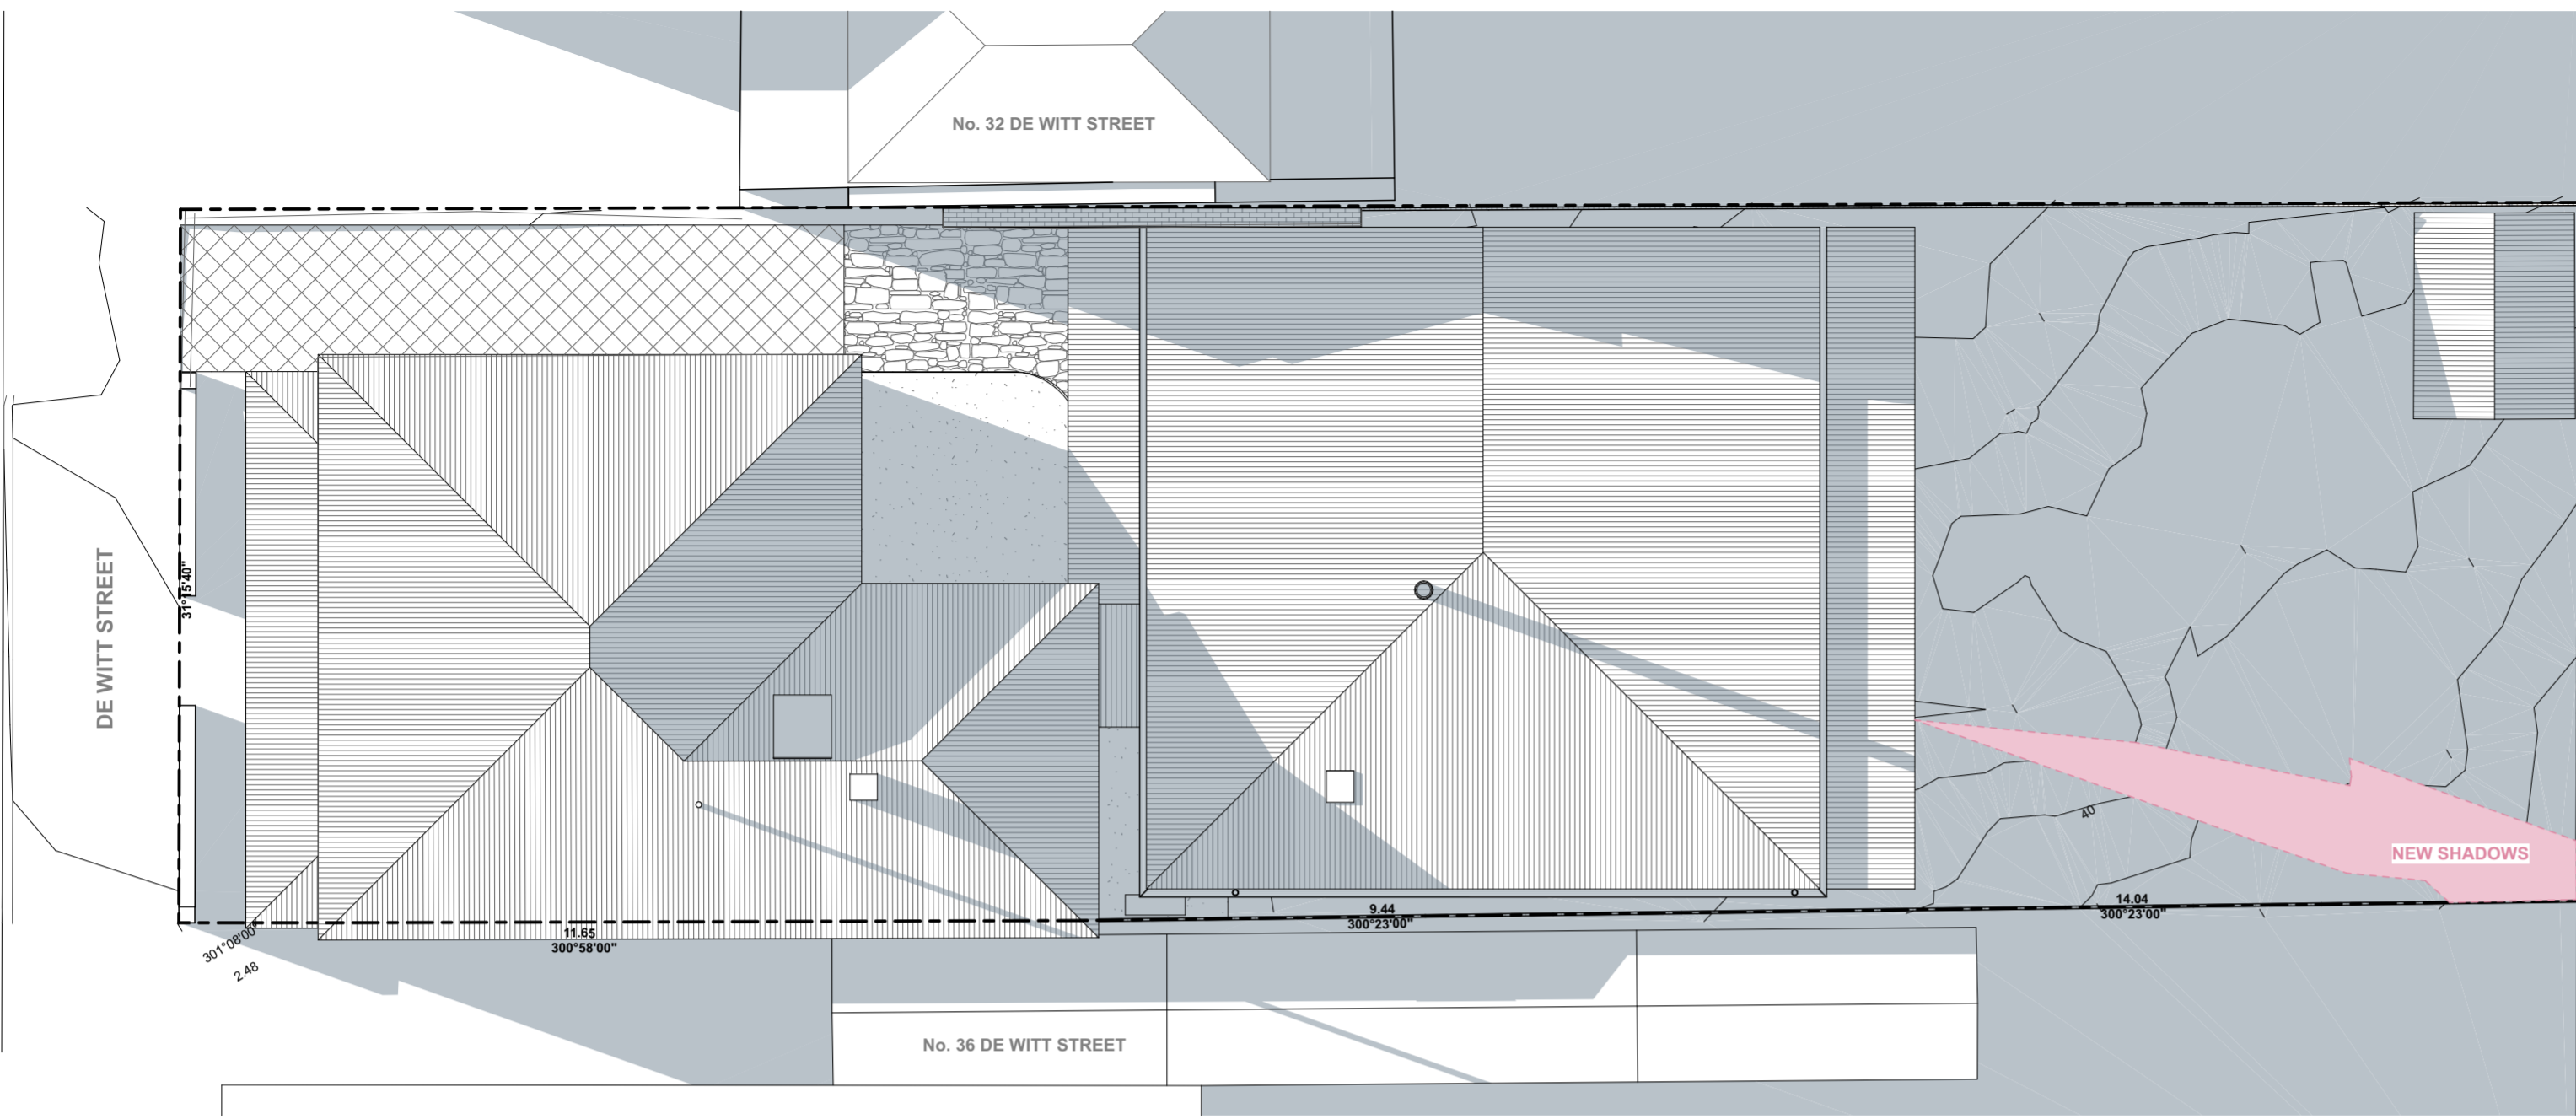 No. 32 DE WITT STREET
DE WITT STREET
31°15'40"
40
NEW SHADOWS
14.04
300°23'00"
9.44
300°23'00"
11.65
300°58'00"
301°08'00"
2.48
No. 36 DE WITT STREET